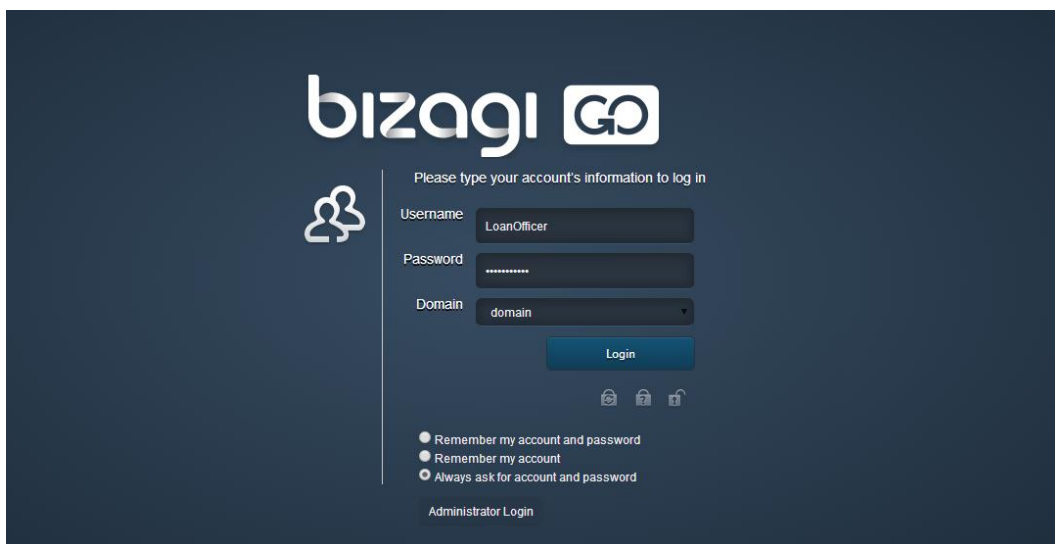 bizagi GO
Please type your account's information to log in
Username
LoanOfficer
Password
•••••••••••
Domain
domain
Login
Remember my account and password
Remember my account
Always ask for account and password
Administrator Login